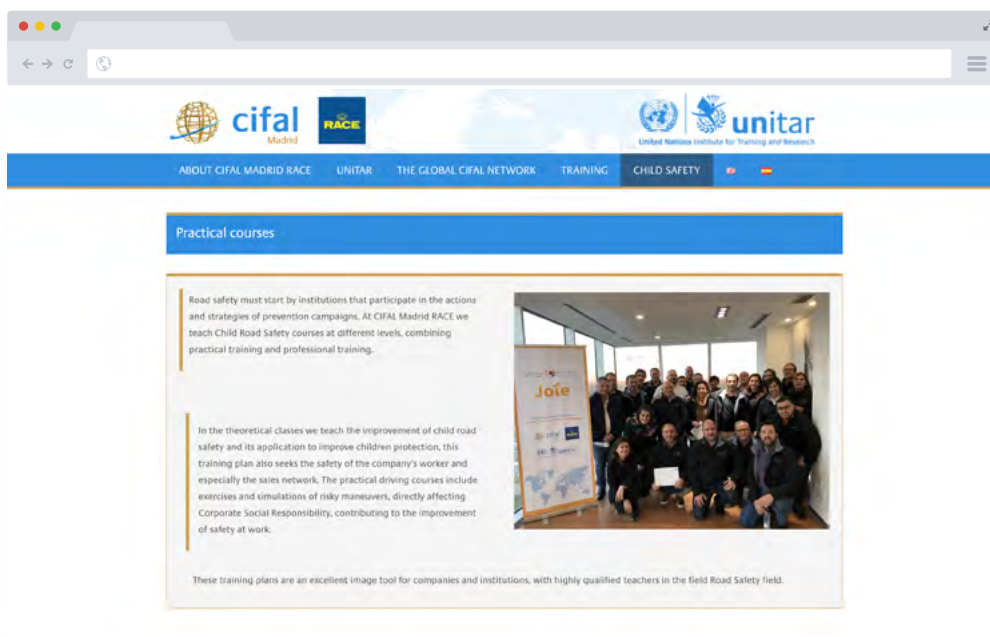 cifal
Madrid
RACE
unitar
United Nations Institute for Training and Research
ABOUT CIFAL MADRID RACE UNITAR THE GLOBAL CIFAL NETWORK TRAINING CHILD SAFETY
Practical courses
Road safety must start by institutions that participate in the actions
and strategies of prevention campaigns. At CIFAL Madrid RACE we
teach Child Road Safety courses at different levels, combining
practical training and professional training.
In the theoretical classes we teach the improvement of child road
safety and its application to improve children protection, this
training plan also seeks the safety of the company's worker and
especially the sales network. The practical driving courses include
exercises and simulations of risky maneuvers, directly affecting
Corporate Social Responsibility, contributing to the improvement
of safety at work.
Joie
cifal
These training plans are an excellent image tool for companies and institutions, with highly qualified teachers in the field Road Safety field.